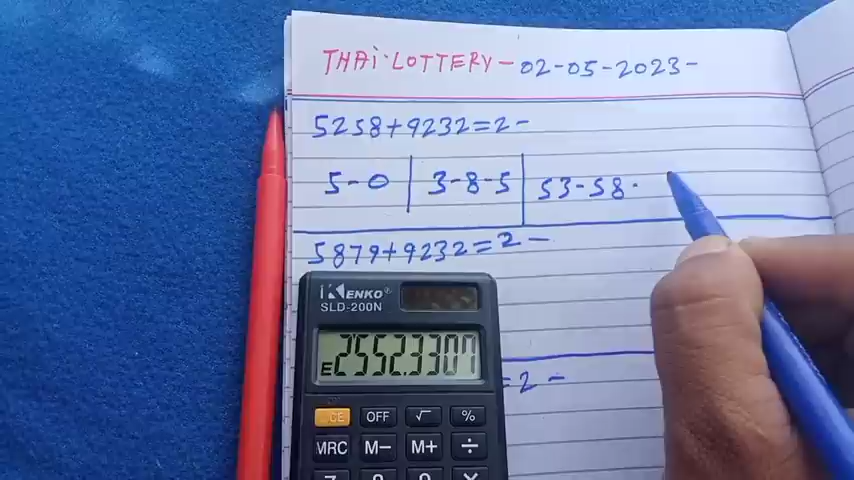 THAi·LOTTERY-02-05-2023-
5258+9232=2-
5-0 3-8-5 53-58·
5879+9232=2-
KENKO®
SLD-200N
E25523307
=2-
CE OFF √ %
MRC M- M+ ÷